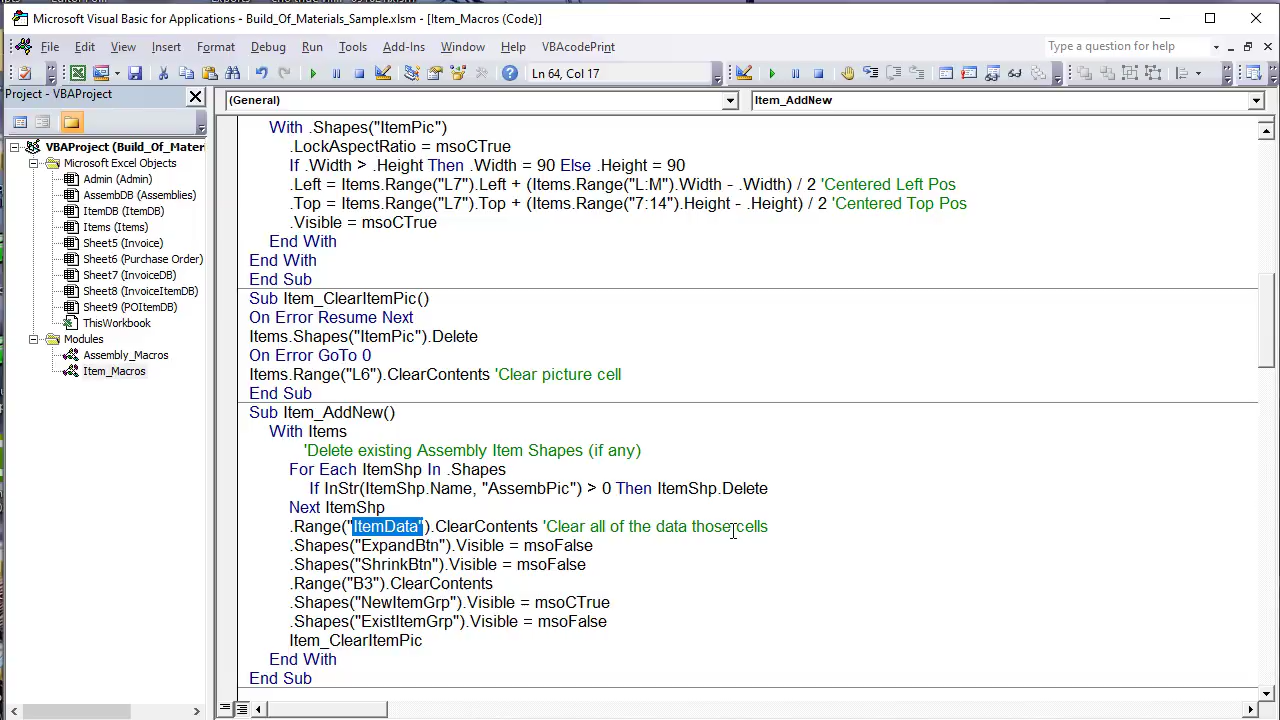 Microsoft Visual Basic for Applications - Build_Of_Materials_Sample.xlsm - [Item_Macros (Code)]
File Edit View Insert Format Debug Run Tools Add-Ins Window Help VBAcodePrint
Type a question for help
Ln 64, Col 17
Project - VBAProject
(General)
Item_AddNew
VBAProject (Build_Of_Mater
Microsoft Excel Objects
Admin (Admin)
AssembDB (Assemblies)
ItemDB (ItemDB)
Items (Items)
Sheet5 (Invoice)
Sheet6 (Purchase Order)
Sheet7 (InvoiceDB)
Sheet8 (InvoiceItemDB)
Sheet9 (POItemDB)
ThisWorkbook
Modules
Assembly_Macros
Item_Macros
With .Shapes("ItemPic")
.LockAspectRatio = msoCTrue
If .Width > .Height Then .Width = 90 Else .Height = 90
.Left = Items.Range("L7").Left + (Items.Range("L:M").Width - .Width) / 2 'Centered Left Pos
.Top = Items.Range("L7").Top + (Items.Range("7:14").Height - .Height) / 2 'Centered Top Pos
.Visible = msoCTrue
End With
End With
End Sub
Sub Item_ClearItemPic()
On Error Resume Next
Items.Shapes("ItemPic").Delete
On Error GoTo 0
Items.Range("L6").ClearContents 'Clear picture cell
End Sub
Sub Item_AddNew()
With Items
'Delete existing Assembly Item Shapes (if any)
For Each ItemShp In .Shapes
If InStr(ItemShp.Name, "AssembPic") > 0 Then ItemShp.Delete
Next ItemShp
.Range("ItemData").ClearContents 'Clear all of the data those cells
.Shapes("ExpandBtn").Visible = msoFalse
.Shapes("ShrinkBtn").Visible = msoFalse
.Range("B3").ClearContents
.Shapes("NewItemGrp").Visible = msoCTrue
.Shapes("ExistItemGrp").Visible = msoFalse
Item_ClearItemPic
End With
End Sub